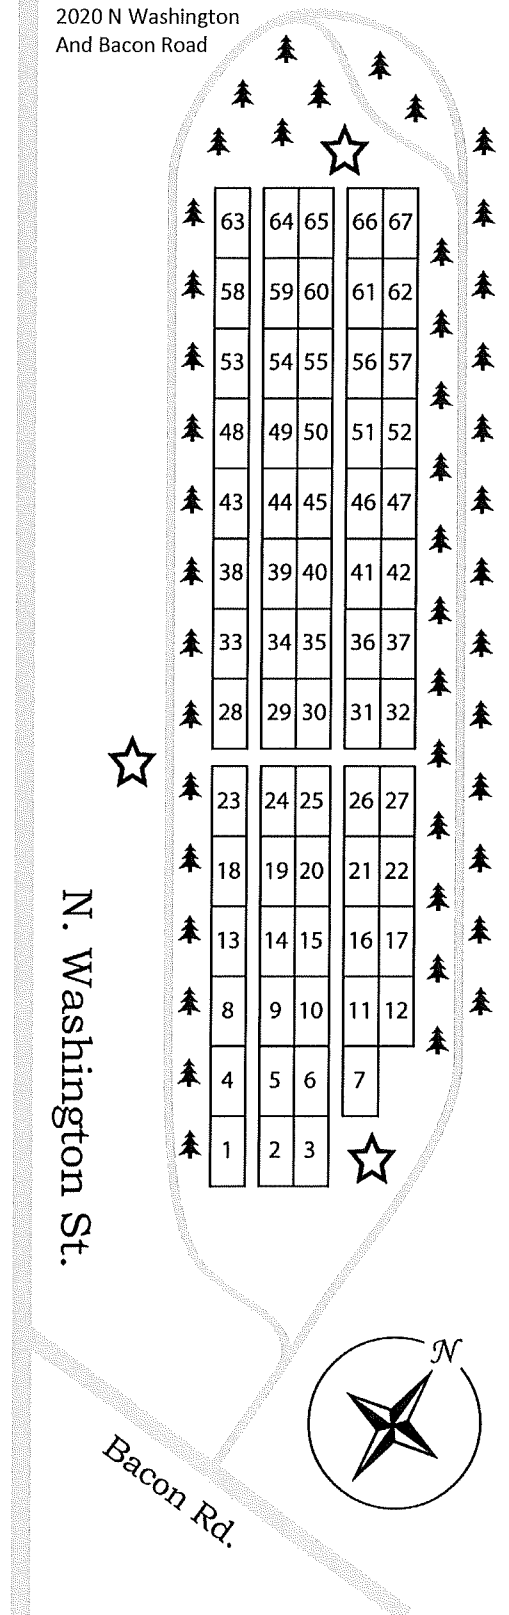 2020 N Washington
And Bacon Road
63 64 65 66 67
58 59 60 61 62
53 54 55 56 57
48 49 50 51 52
43 44 45 46 47
38 39 40 41 42
33 34 35 36 37
28 29 30 31 32
23 24 25 26 27
18 19 20 21 22
13 14 15 16 17
8 9 10 11 12
4 5 6 7
1 2 3
N. Washington St.
N
Bacon Rd.